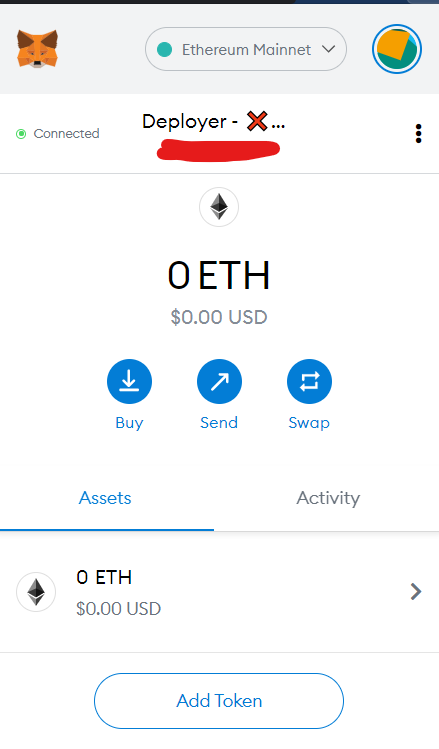 Ethereum Mainnet
Connected
Deployer - ❌...
0 ETH
$0.00 USD
Buy
Send
Swap
Assets
Activity
0 ETH
$0.00 USD
Add Token